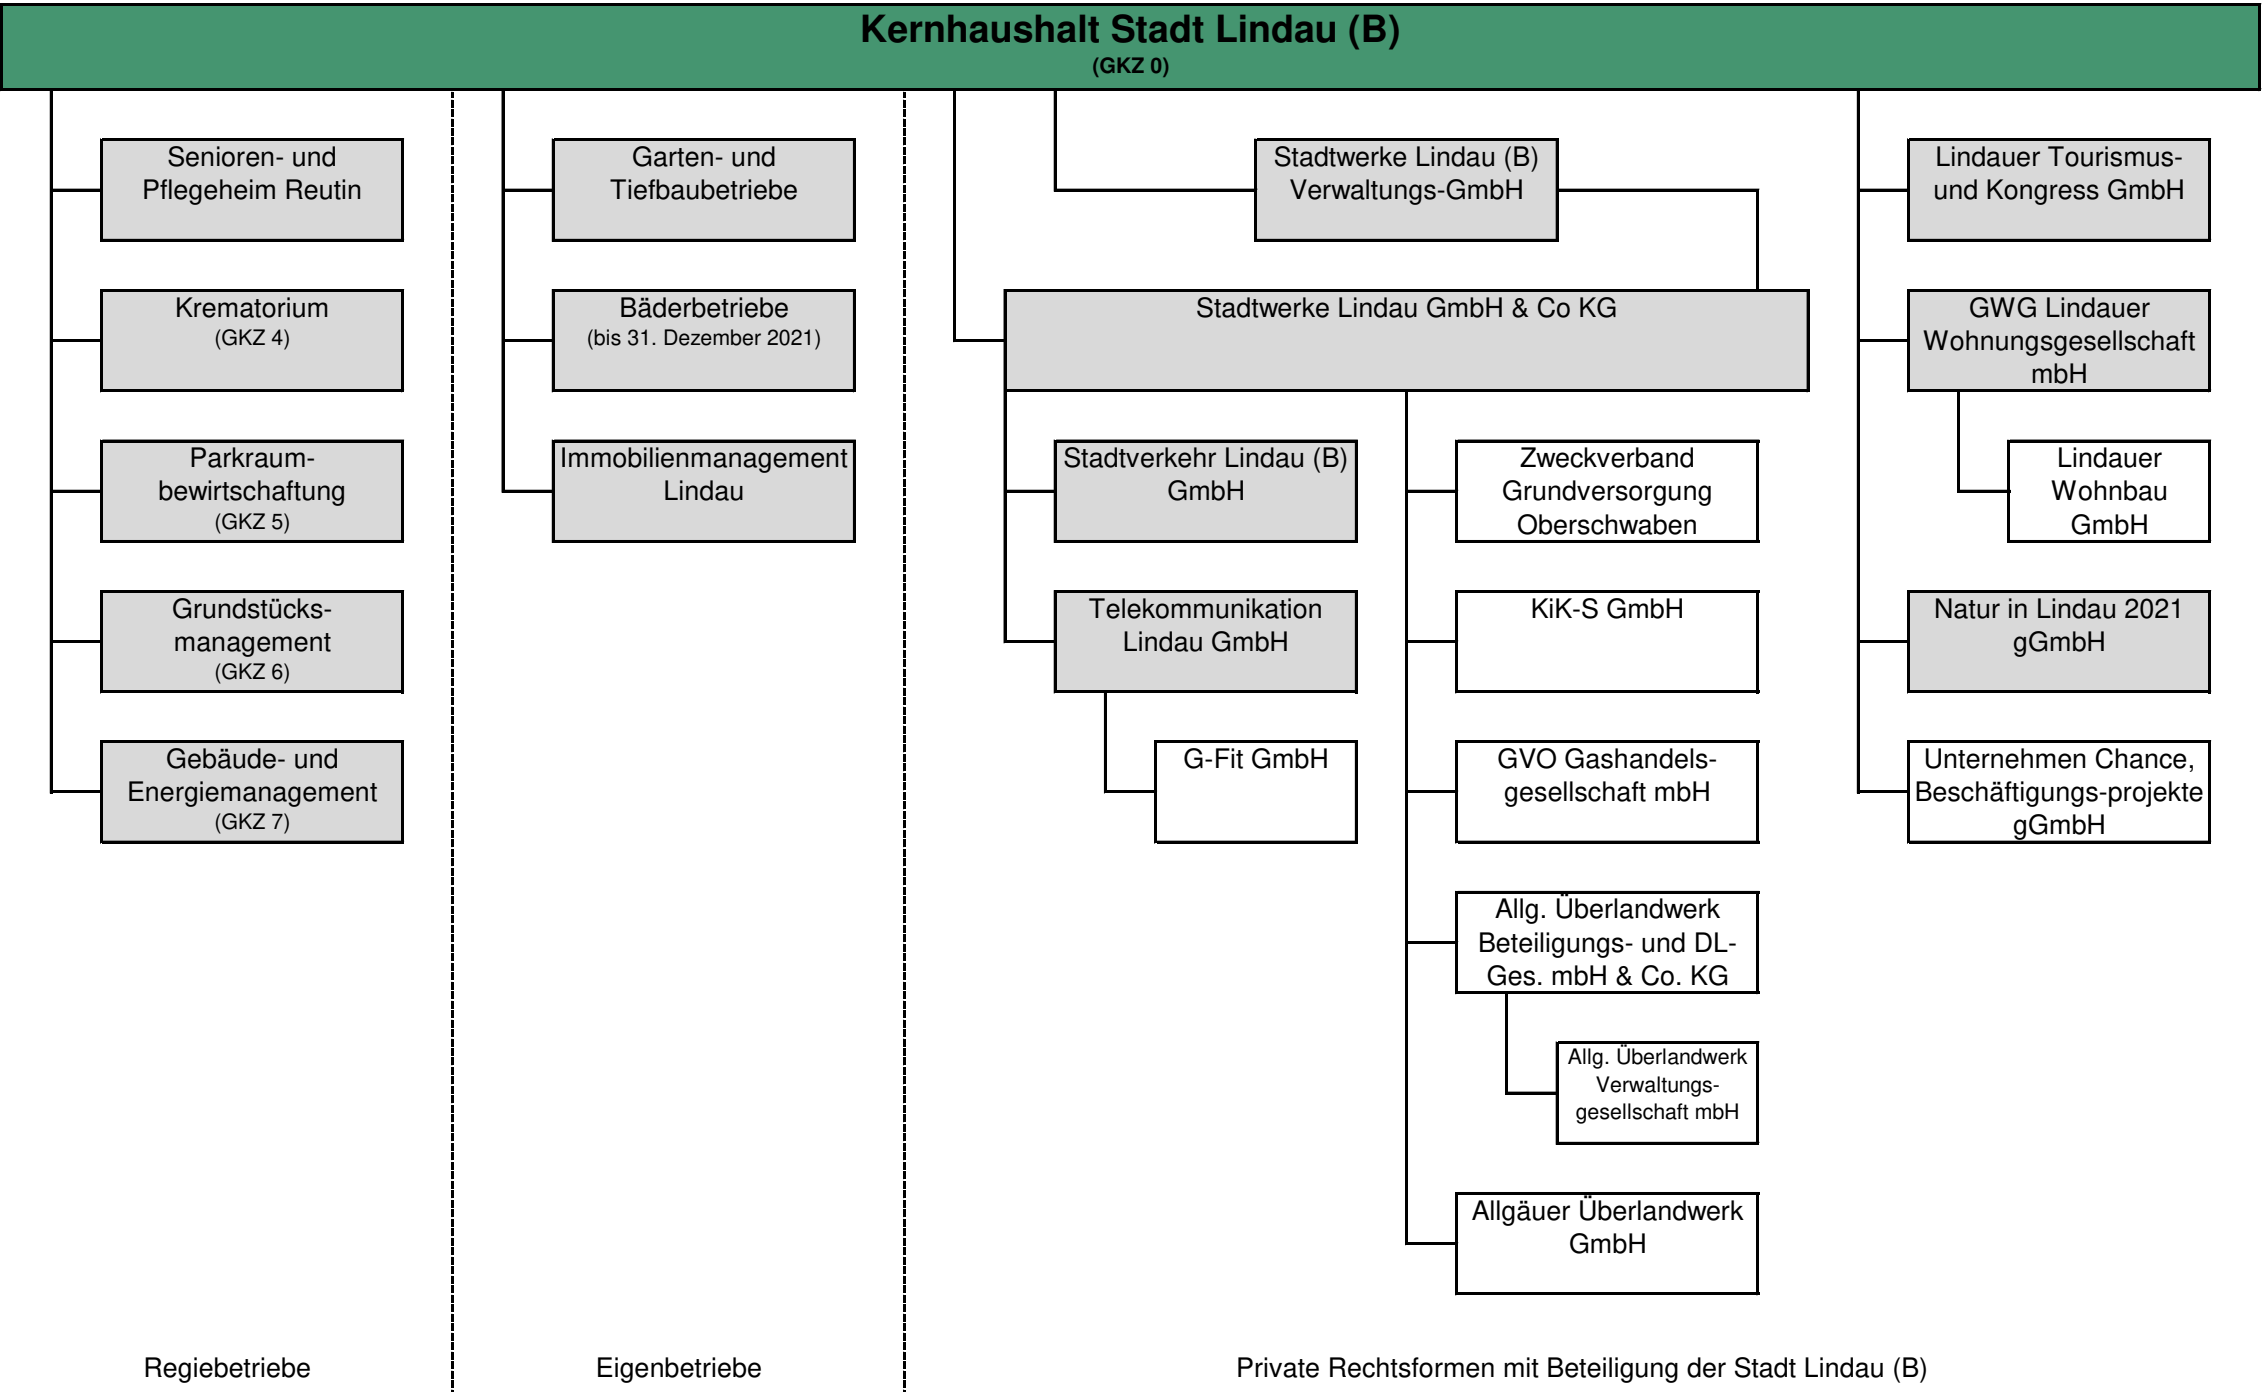 Kernhaushalt Stadt Lindau (B)
(GKZ 0)
Senioren- und
Pflegeheim Reutin
Krematorium
(GKZ 4)
Parkraum-
bewirtschaftung
(GKZ 5)
Grundstücks-
management
(GKZ 6)
Gebäude- und
Energiemanagement
(GKZ 7)
Regiebetriebe
Garten- und
Tiefbaubetriebe
Bäderbetriebe
(bis 31. Dezember 2021)
Immobilienmanagement
Lindau
Eigenbetriebe
Stadtwerke Lindau (B)
Verwaltungs-GmbH
Stadtwerke Lindau GmbH & Co KG
Stadtverkehr Lindau (B)
GmbH
Telekommunikation
Lindau GmbH
G-Fit GmbH
Zweckverband
Grundversorgung
Oberschwaben
KiK-S GmbH
GVO Gashandels-
gesellschaft mbH
Allg. Überlandwerk
Beteiligungs- und DL-
Ges. mbH & Co. KG
Allg. Überlandwerk
Verwaltungs-
gesellschaft mbH
Allgäuer Überlandwerk
GmbH
Lindauer Tourismus-
und Kongress GmbH
GWG Lindauer
Wohnungsgesellschaft
mbH
Lindauer
Wohnbau
GmbH
Natur in Lindau 2021
gGmbH
Unternehmen Chance,
Beschäftigungs-projekte
gGmbH
Private Rechtsformen mit Beteiligung der Stadt Lindau (B)